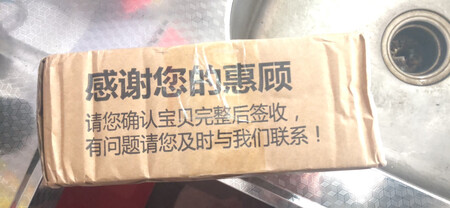 感谢您的惠顾
请您确认宝贝完整后签收，
有问题请您及时与我们联系！